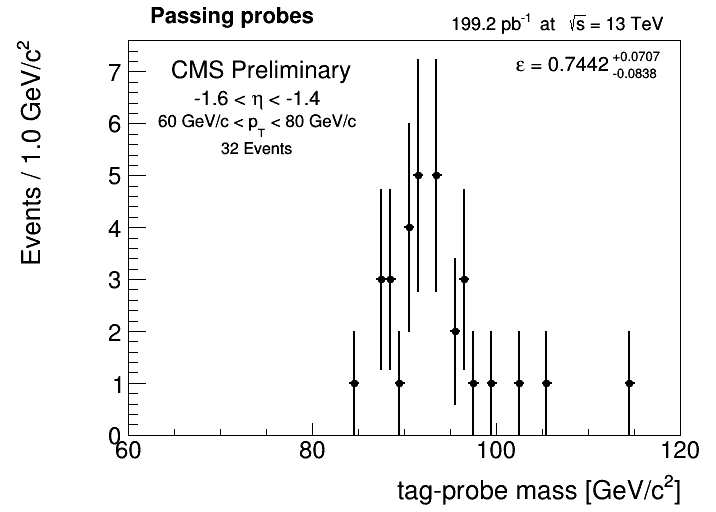 Passing probes
199.2 pb⁻¹ at √s = 13 TeV
CMS Preliminary
ε = 0.7442 +0.0707 -0.0838
-1.6 < η < -1.4
60 GeV/c < p_T < 80 GeV/c
32 Events
Events / 1.0 GeV/c²
7
6
5
4
3
2
1
0
60 80 100 120
tag-probe mass [GeV/c²]